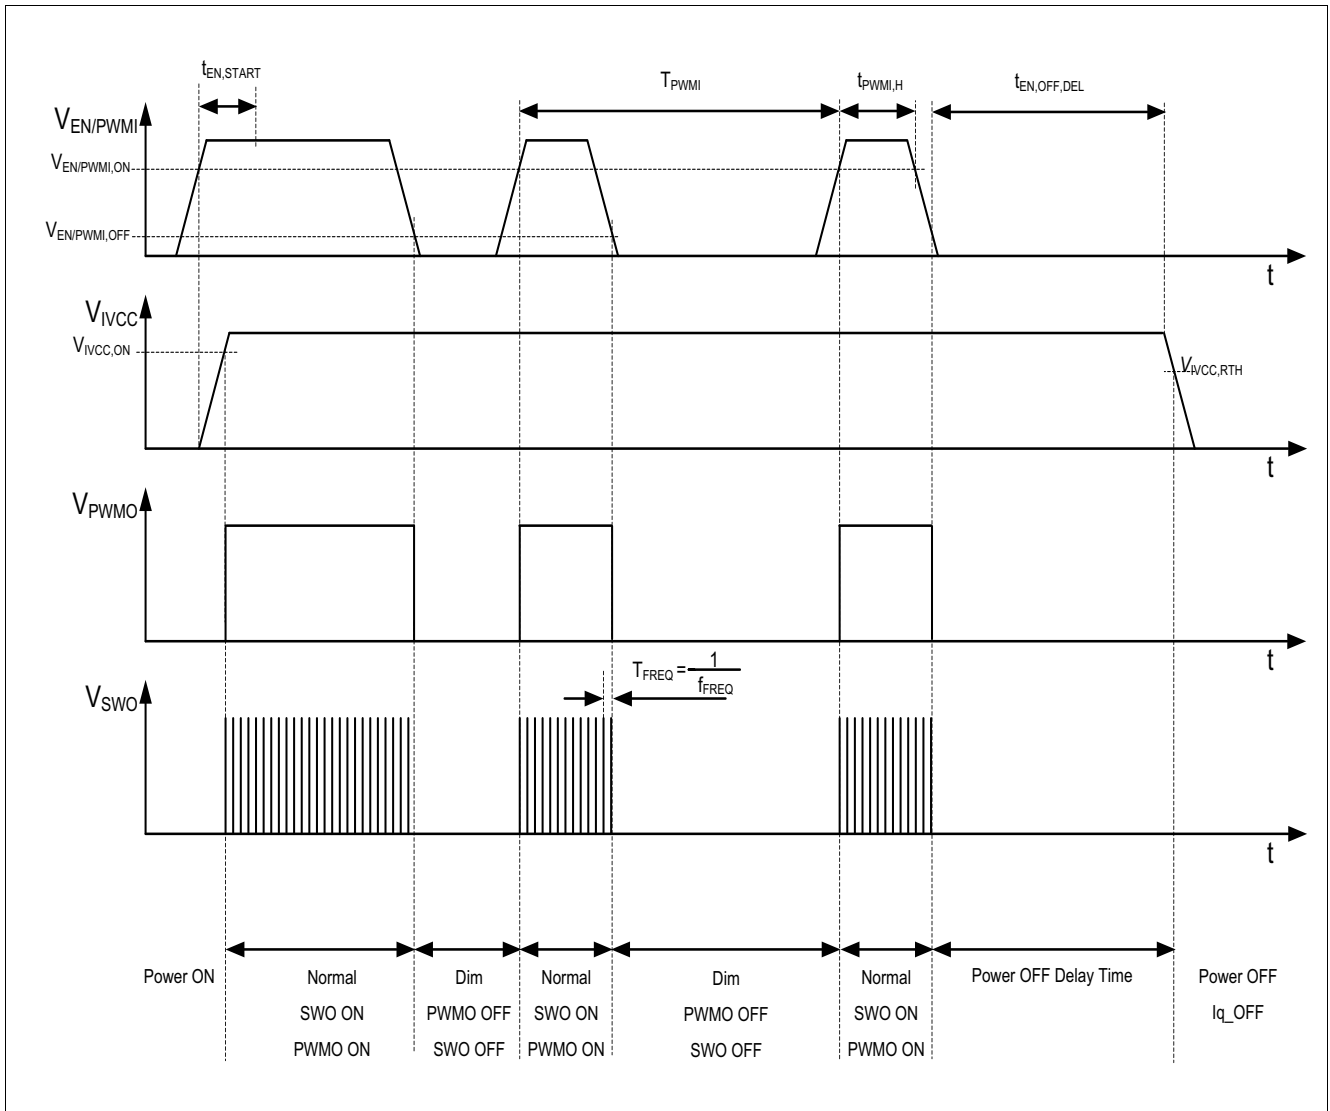 tEN,START
TPWMI
tPWMI,H
tEN,OFF,DEL
VEN/PWMI
VEN/PWMI,ON
VEN/PWMI,OFF
t
VIVCC
VIVCC,ON
VIVCC,RTH
t
VPWMO
t
TFREQ = 1
fFREQ
VSWO
t
Power ON
Normal
SWO ON
PWMO ON
Dim
PWMO OFF
SWO OFF
Normal
SWO ON
PWMO ON
Dim
PWMO OFF
SWO OFF
Normal
SWO ON
PWMO ON
Power OFF Delay Time
Power OFF
Iq_OFF